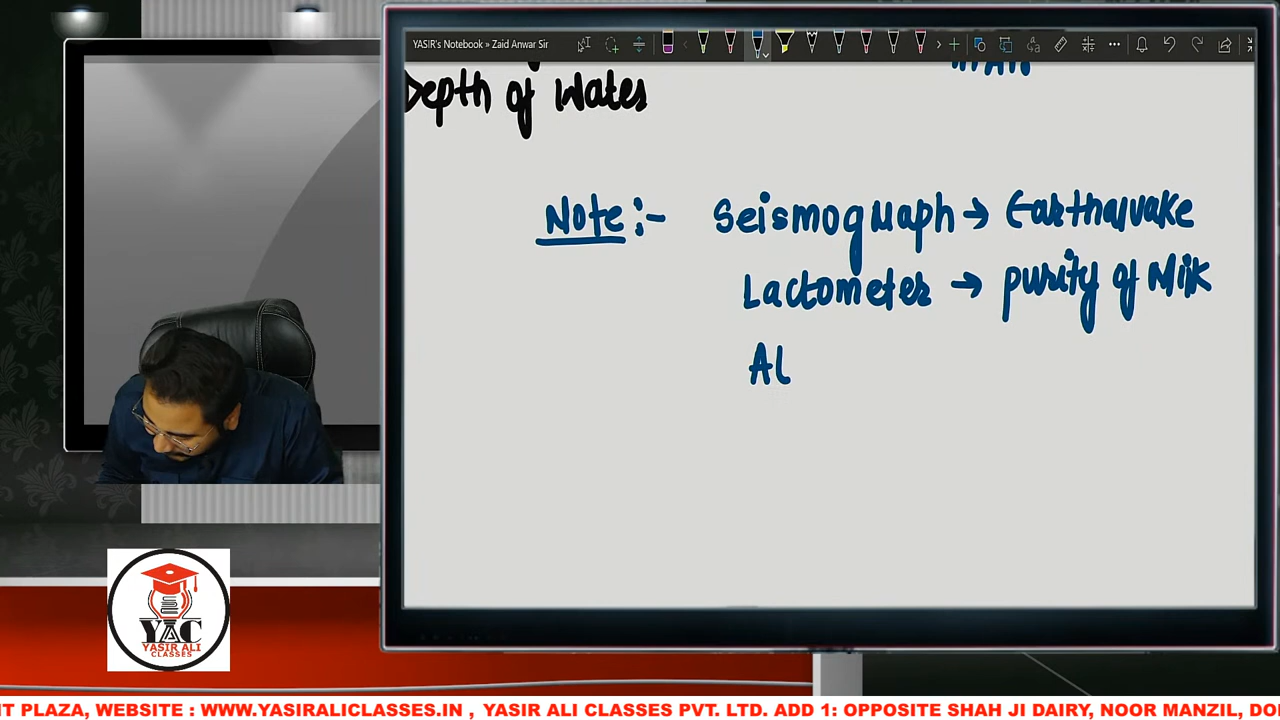 YASIR's Notebook » Zaid Anwar Sir
Depth of Water
Note:- Seismograph → Earthquake
Lactometer → purity of Milk
Al
YAC
YASIR ALI
CLASSES
IT PLAZA, WEBSITE : WWW.YASIRALICLASSES.IN , YASIR ALI CLASSES PVT. LTD. ADD 1: OPPOSITE SHAH JI DAIRY, NOOR MANZIL, DO